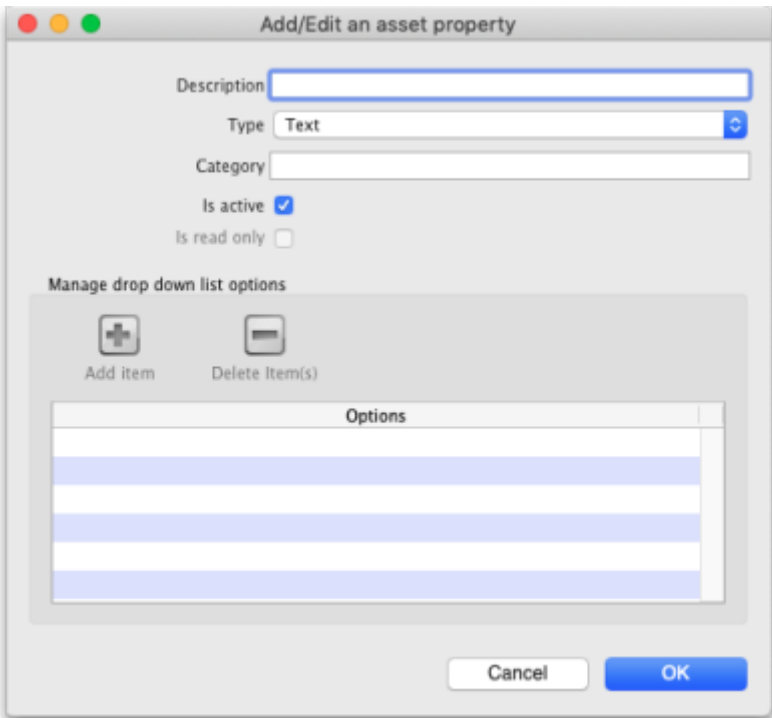 Add/Edit an asset property
Description
Type Text
Category
Is active
Is read only
Manage drop down list options
Add item Delete Item(s)
Options
Cancel OK